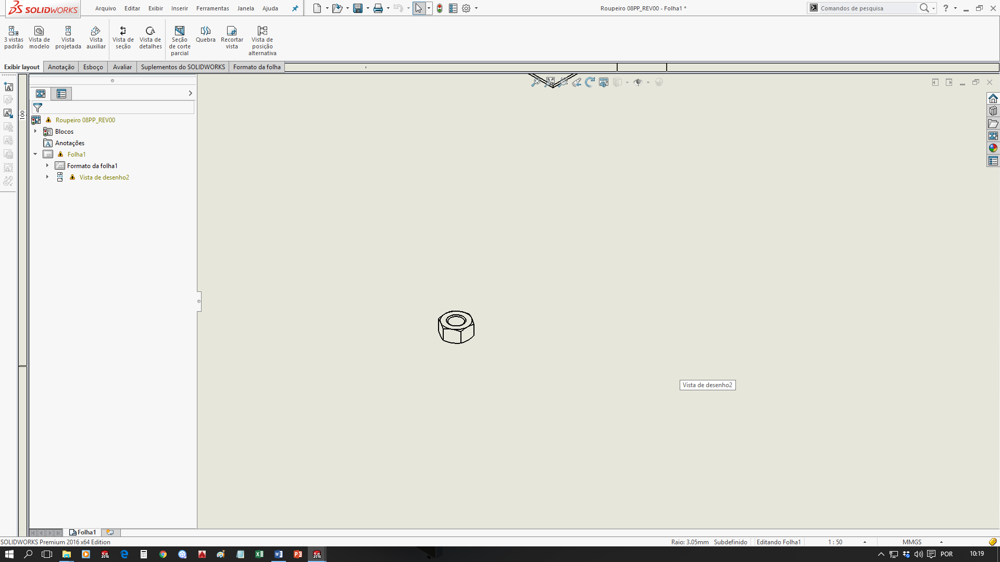 SOLIDWORKS
Arquivo Editar Exibir Inserir Ferramentas Janela Ajuda
Roupeiro 08PP_REV00 - Folha1 *
Comandos de pesquisa
?
3 vistas padrão
Vista de modelo
Vista projetada
Vista auxiliar
Vista de seção
Vista de detalhes
Seção de corte parcial
Quebra
Recortar vista
Vista de posição alternativa
Exibir layout Anotação Esboço Avaliar Suplementos do SOLIDWORKS Formato da folha
Roupeiro 08PP_REV00
Blocos
Anotações
Folha1
Formato da folha1
Vista de desenho2
100
Vista de desenho2
Folha1
SOLIDWORKS Premium 2016 x64 Edition
Raio: 3.05mm Subdefinido Editando Folha1 1 : 50 MMGS
POR 10:19